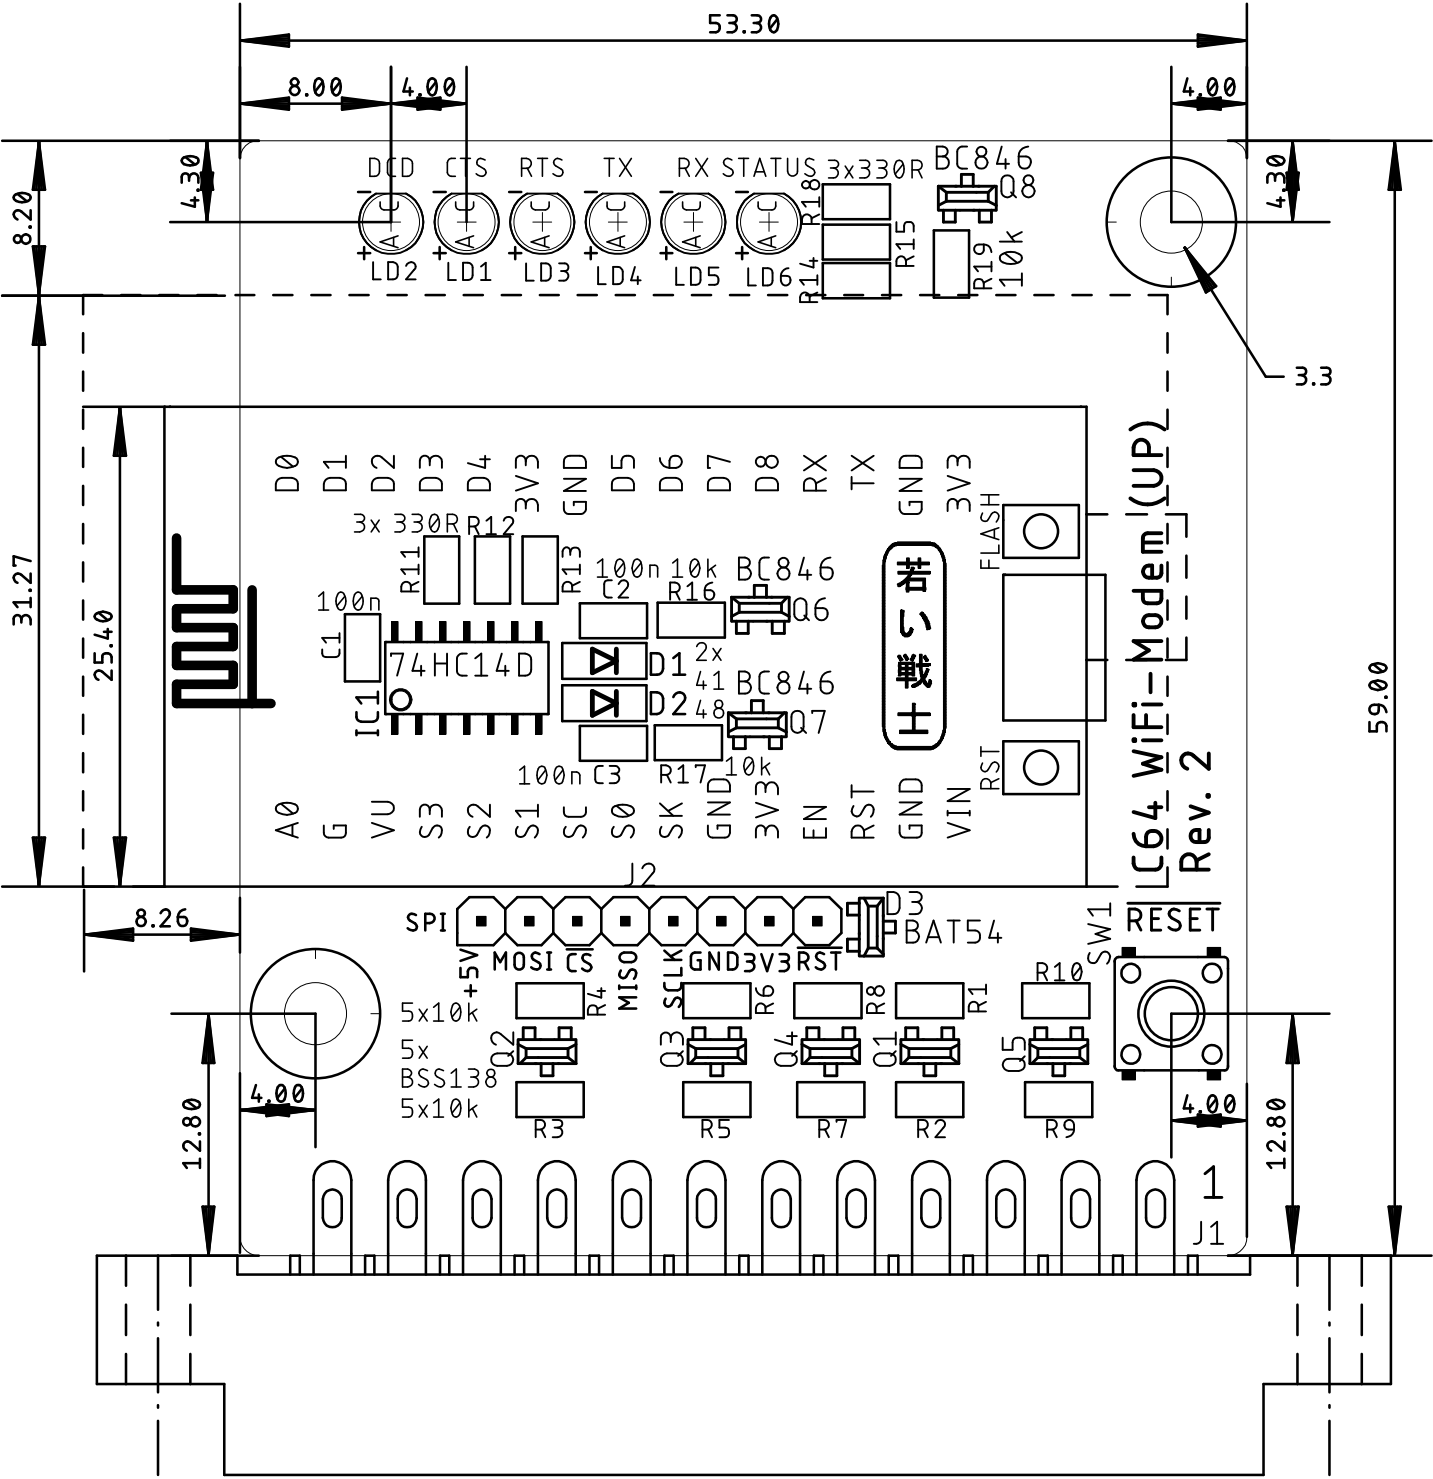 53.30
8.00
4.00
4.00
8.20
4.30
4.30
DCD
CTS
RTS
TX
RX
STATUS
3x330R
BC846
Q8
R18
R15
R14
R19
10k
-
-
-
-
-
-
A
C
A
C
A
C
A
C
A
C
A
C
+
+
+
+
+
+
LD2
LD1
LD3
LD4
LD5
LD6
3.3
31.27
25.40
59.00
D0
D1
D2
D3
D4
3V3
GND
D5
D6
D7
D8
RX
TX
GND
3V3
FLASH
3x 330R
R12
R11
R13
100n
C2
10k
R16
BC846
Q6
100n
C1
74HC14D
IC1
D1
D2
2x
41
48
BC846
Q7
100n
C3
R17
10k
若い戦士
RST
C64 WiFi-Modem (UP)
Rev. 2
A0
G
VU
S3
S2
S1
SC
S0
SK
GND
3V3
EN
RST
GND
VIN
J2
8.26
SPI
D3
BAT54
SW1
RESET
+5V
MOSI
CS
MISO
SCLK
GND
3V3
RST
R4
R6
R8
R1
R10
5x10k
5x
BSS138
5x10k
Q2
Q3
Q4
Q1
Q5
R3
R5
R7
R2
R9
4.00
4.00
12.80
12.80
1
J1